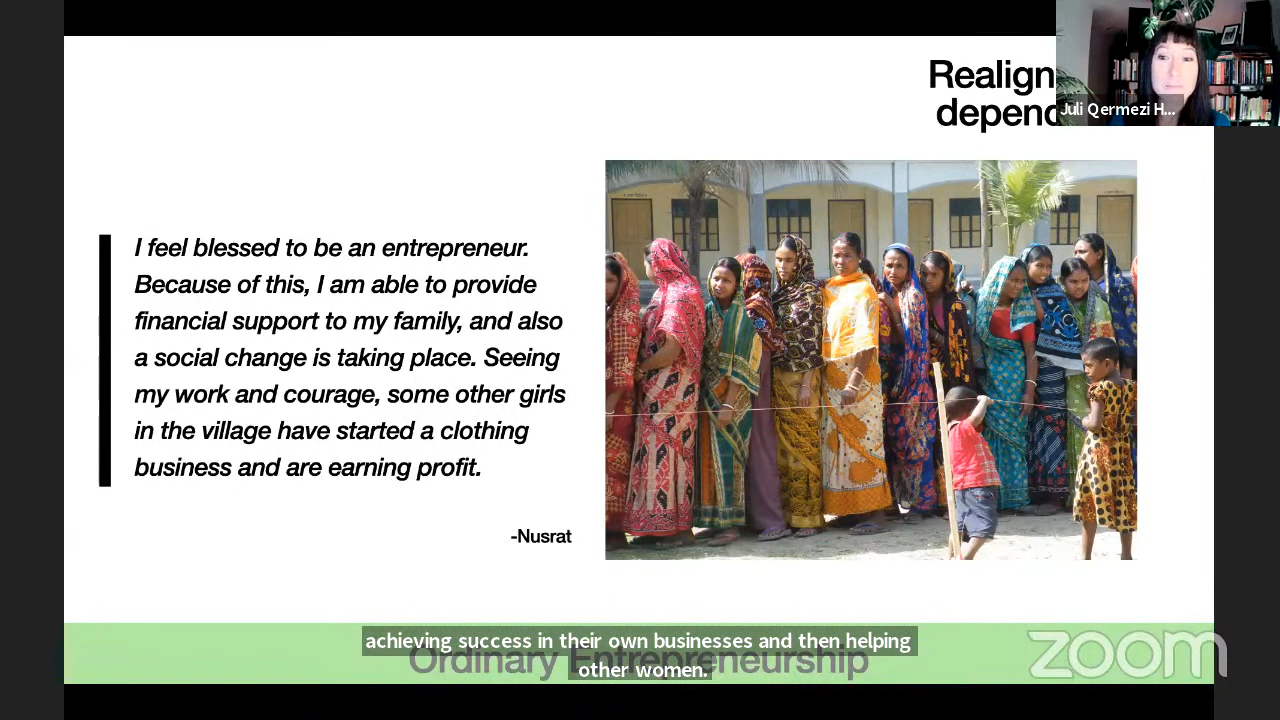 Realign
depend
Juli Qermezi H...
I feel blessed to be an entrepreneur.
Because of this, I am able to provide
financial support to my family, and also
a social change is taking place. Seeing
my work and courage, some other girls
in the village have started a clothing
business and are earning profit.
-Nusrat
achieving success in their own businesses and then helping
other women.
Ordinary Entrepreneurship
zoom